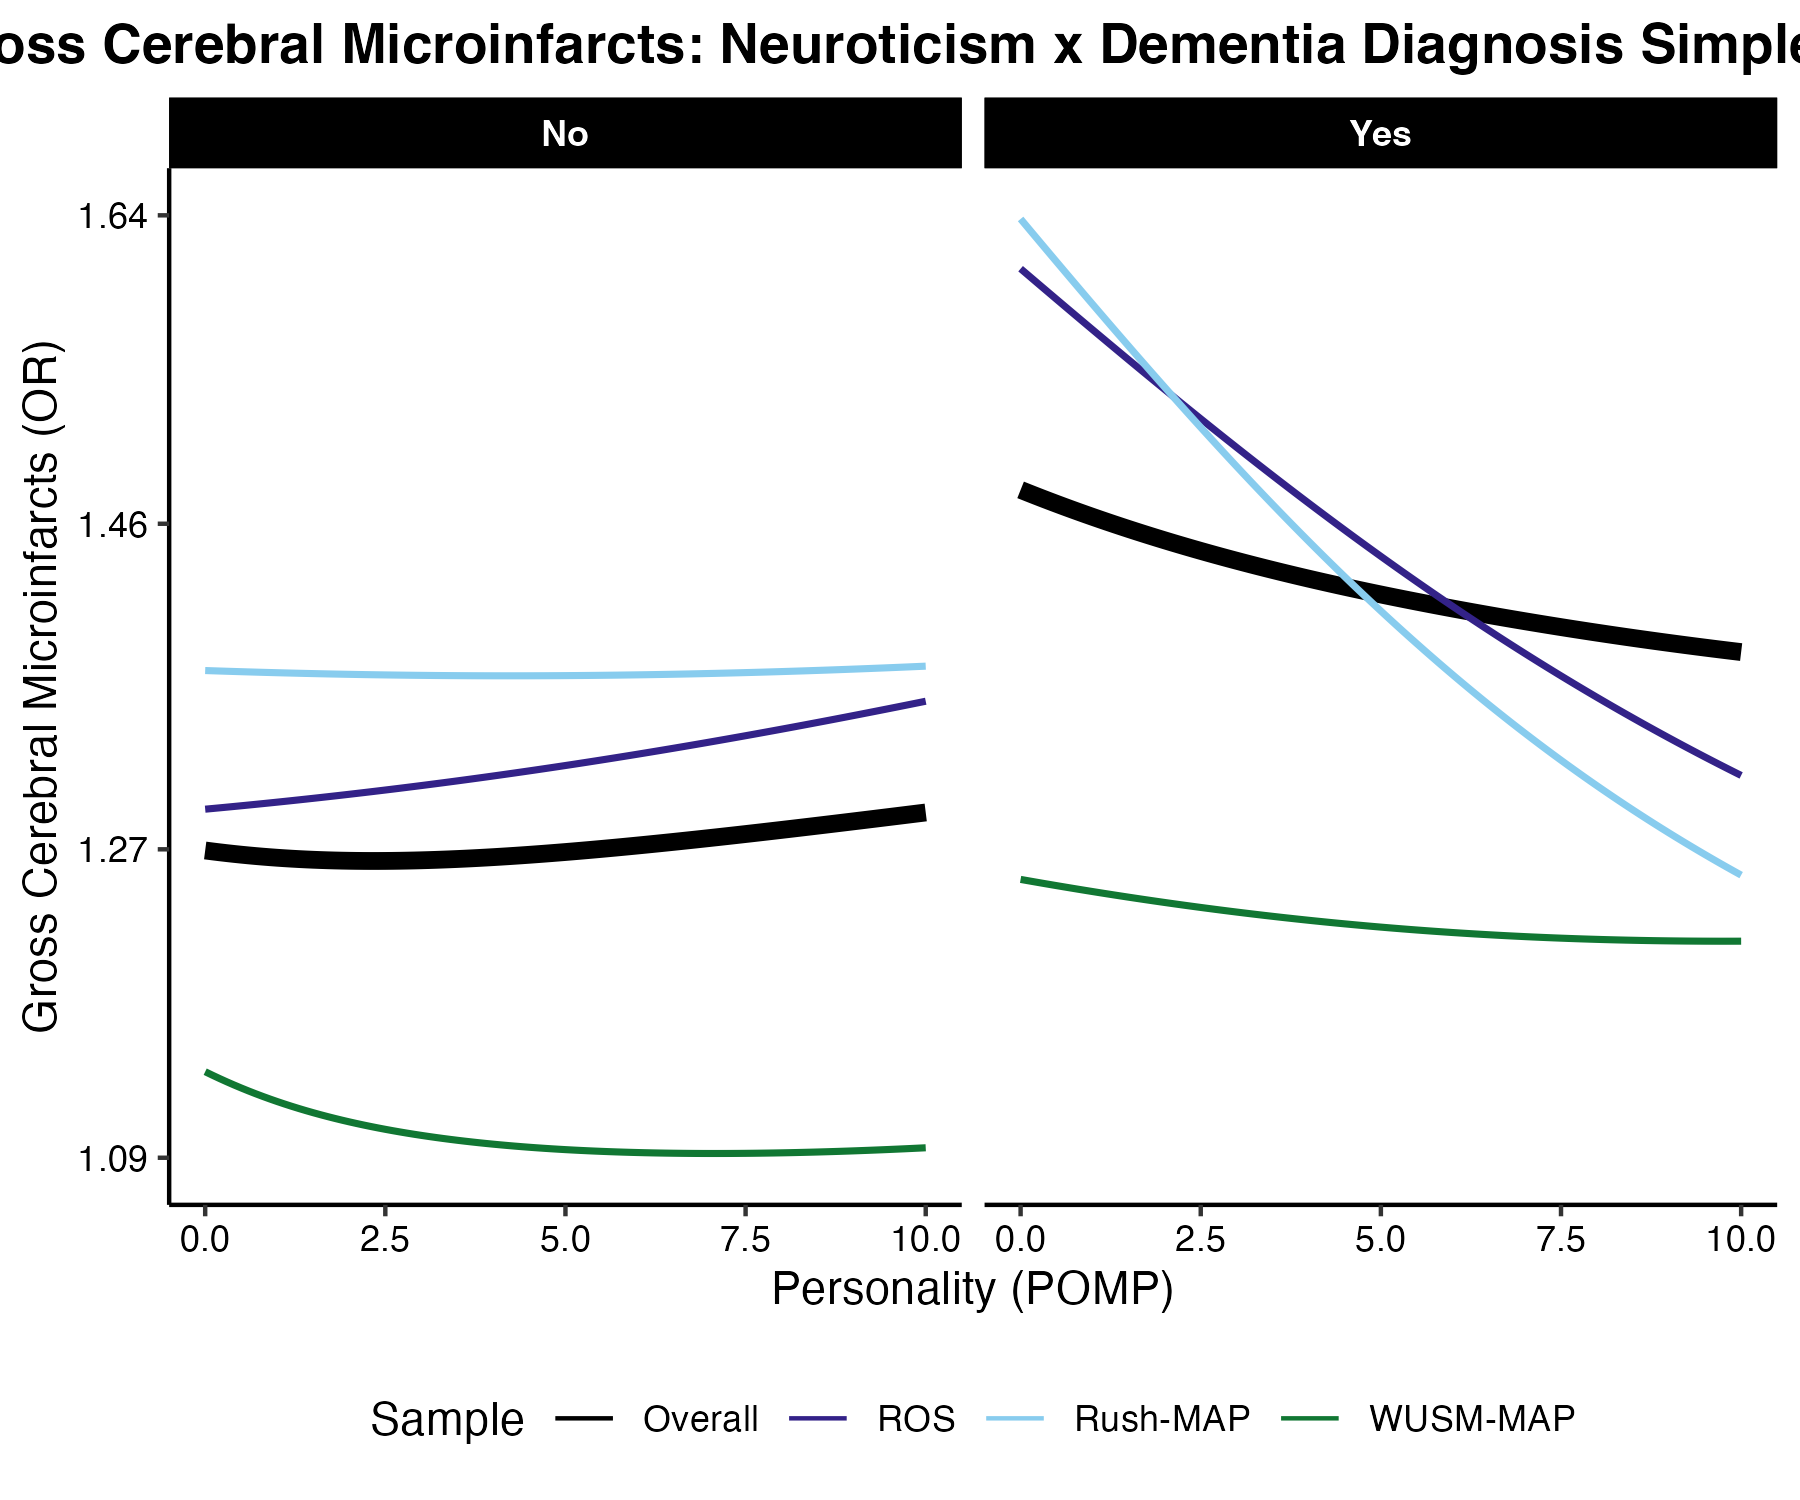 oss Cerebral Microinfarcts: Neuroticism x Dementia Diagnosis Simple
No
Yes
Gross Cerebral Microinfarcts (OR)
1.64
1.46
1.27
1.09
0.0 2.5 5.0 7.5 10.0
0.0 2.5 5.0 7.5 10.0
Personality (POMP)
Sample Overall ROS Rush-MAP WUSM-MAP